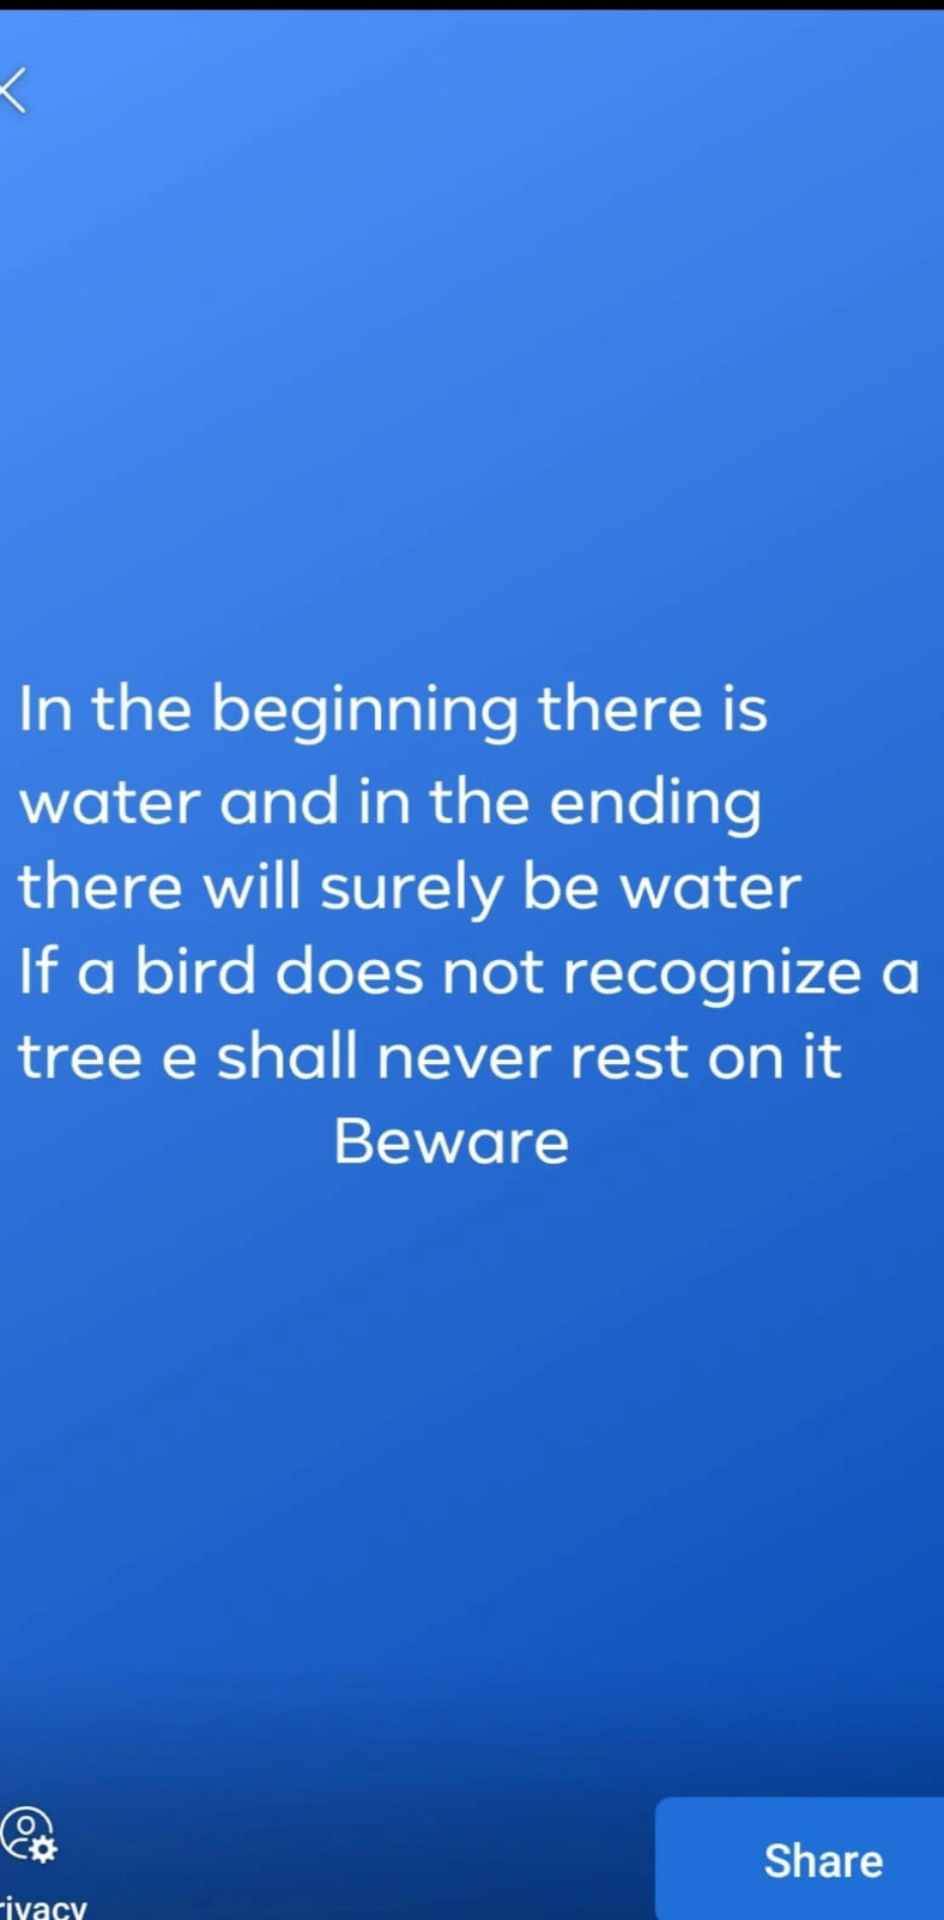 In the beginning there is
water and in the ending
there will surely be water
If a bird does not recognize a
tree e shall never rest on it
Beware
Share
rivacy